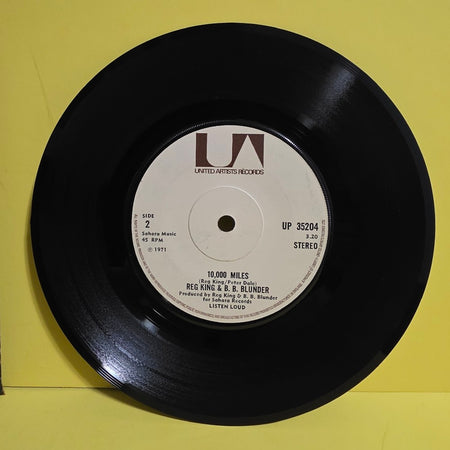 UA
UNITED ARTISTS RECORDS
SIDE
2
Sahara Music
45 RPM
℗ 1971
UP 35204
3.20
STEREO
10,000 MILES
(Reg King/Peter Dale)
REG KING & B. B. BLUNDER
Produced by Reg King & B. B. Blunder
for Sahara Records
LISTEN LOUD